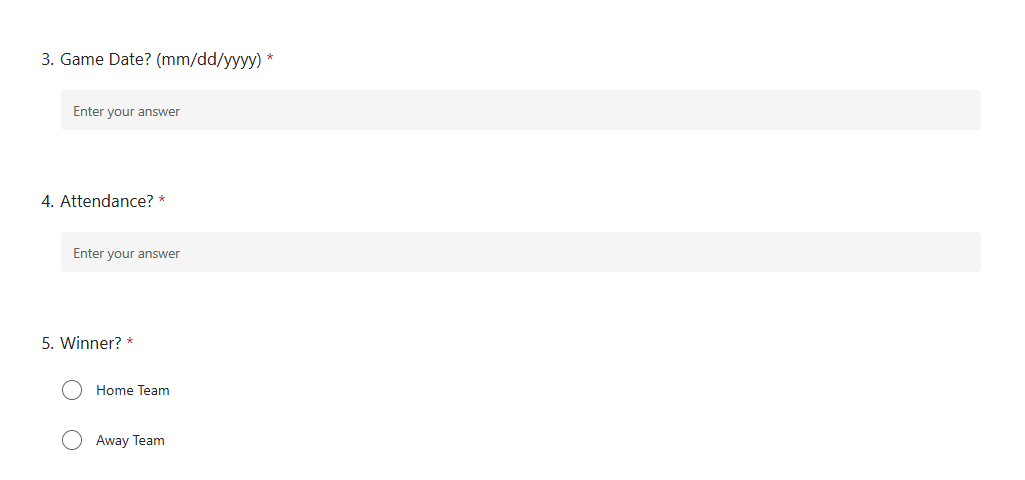 3. Game Date? (mm/dd/yyyy) *
Enter your answer
4. Attendance? *
Enter your answer
5. Winner? *
Home Team
Away Team